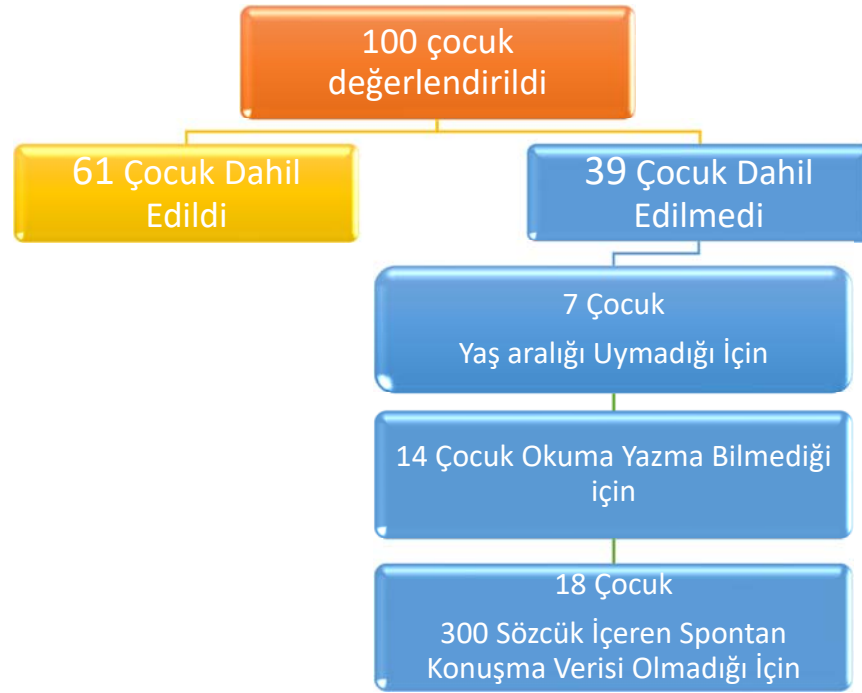 100 çocuk
değerlendirildi
61 Çocuk Dahil
Edildi
39 Çocuk Dahil
Edilmedi
7 Çocuk
Yaş aralığı Uymadığı İçin
14 Çocuk Okuma Yazma Bilmediği
için
18 Çocuk
300 Sözcük İçeren Spontan
Konuşma Verisi Olmadığı İçin